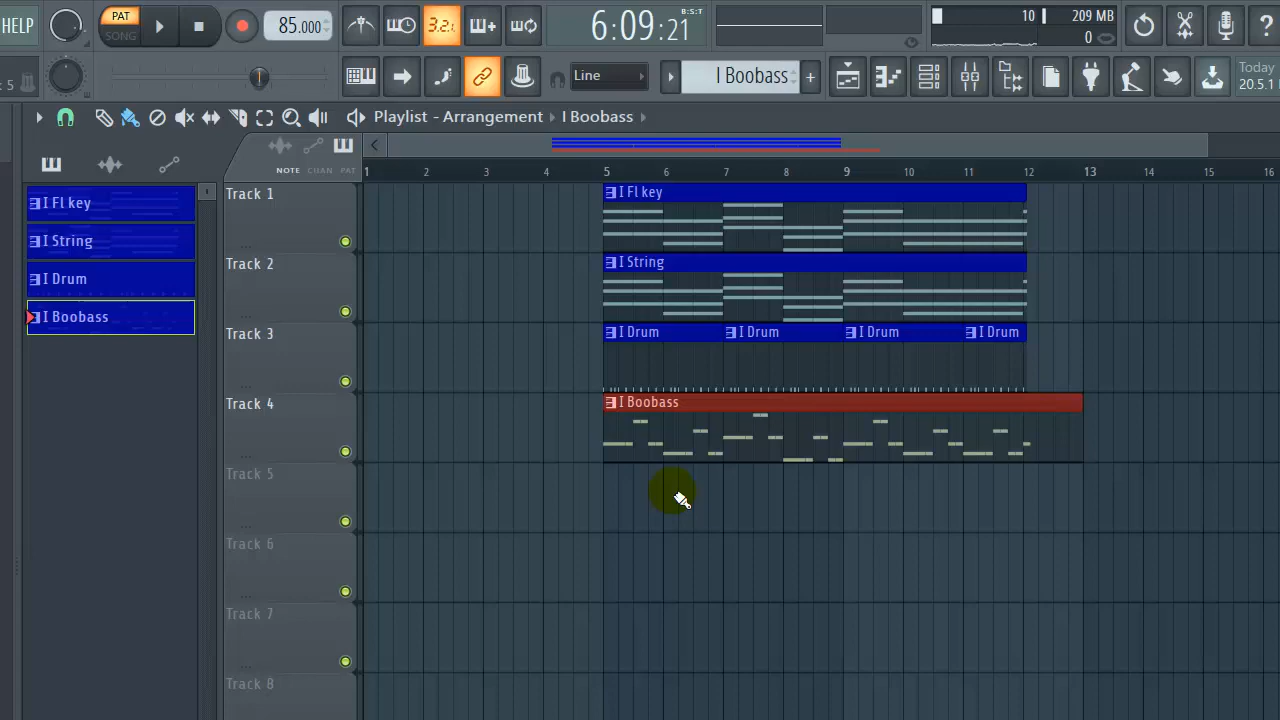 HELP
PAT
SONG
85.000
3.2.
6:09:21
B:S:T
10
209 MB
0
: 5
Line
I Boobass
Today
20.5.1
Playlist - Arrangement › I Boobass ›
NOTE CHAN PAT
1 2 3 4 5 6 7 8 9 10 11 12 13 14 15 16
I Fl key
I String
I Drum
I Boobass
Track 1
I Fl key
Track 2
I String
Track 3
I Drum
I Drum
I Drum
I Drum
Track 4
I Boobass
Track 5
Track 6
Track 7
Track 8